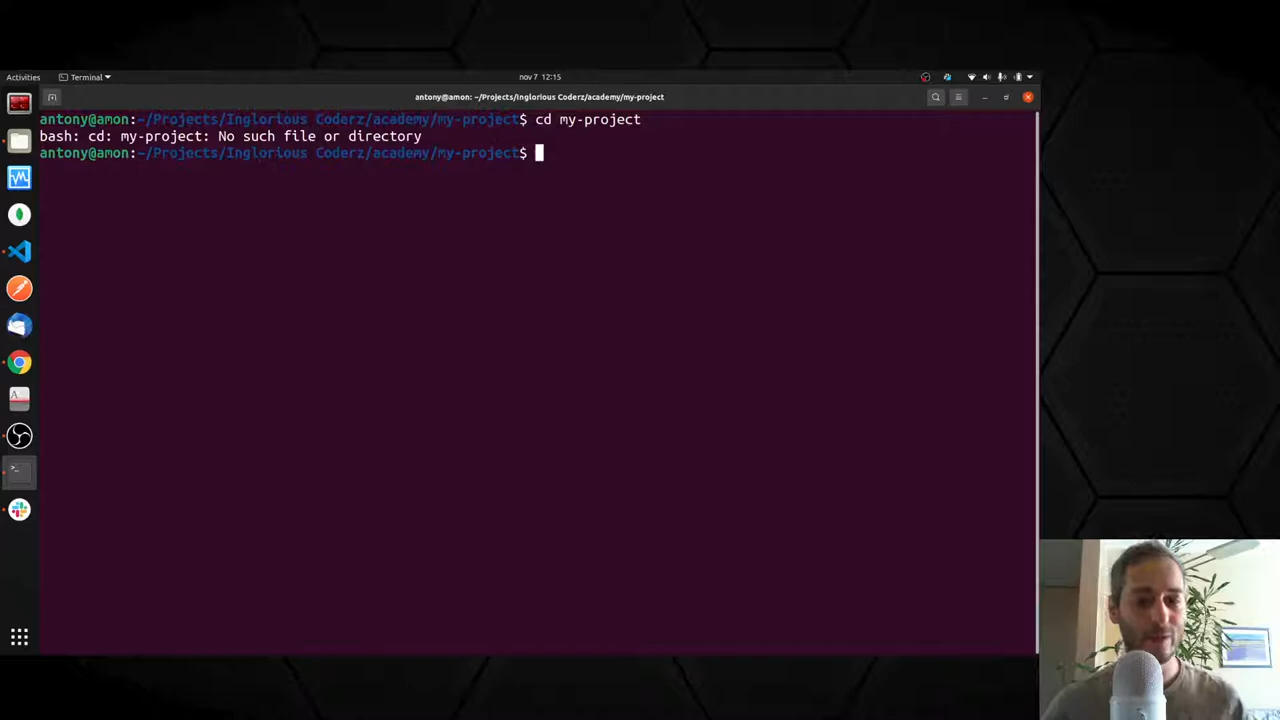 Activities
Terminal
nov 7 12:15
antony@amon: ~/Projects/Inglorious Coderz/academy/my-project
antony@amon:~/Projects/Inglorious Coderz/academy/my-project$ cd my-project
bash: cd: my-project: No such file or directory
antony@amon:~/Projects/Inglorious Coderz/academy/my-project$